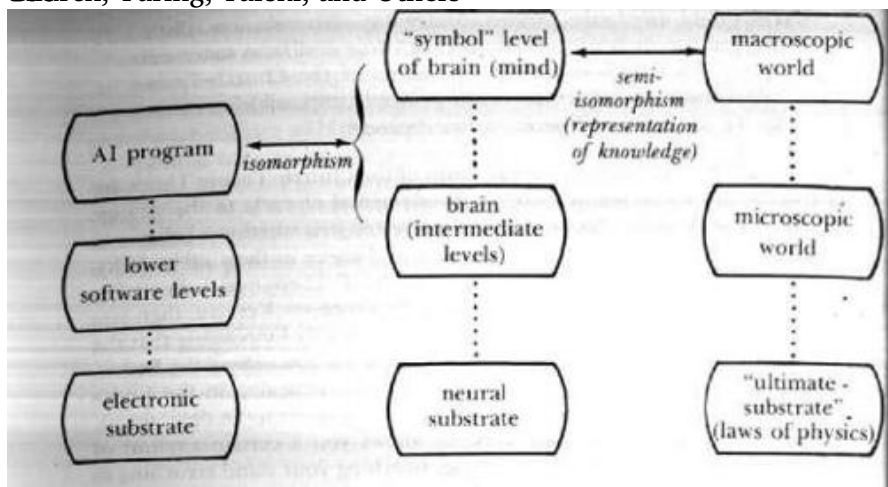 Church, Turing, Tarski, and Others
"symbol" level
of brain (mind)
macroscopic
world
semi-
isomorphism
(representation
of knowledge)
AI program
isomorphism
brain
(intermediate
levels)
microscopic
world
lower
software levels
electronic
substrate
neural
substrate
"ultimate -
substrate"
(laws of physics)